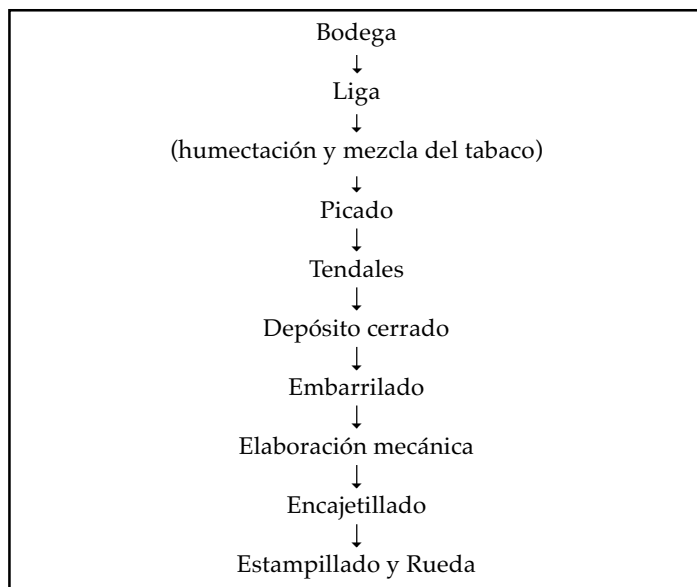 Bodega
↓
Liga
↓
(humectación y mezcla del tabaco)
↓
Picado
↓
Tendales
↓
Depósito cerrado
↓
Embarrilado
↓
Elaboración mecánica
↓
Encajetillado
↓
Estampillado y Rueda